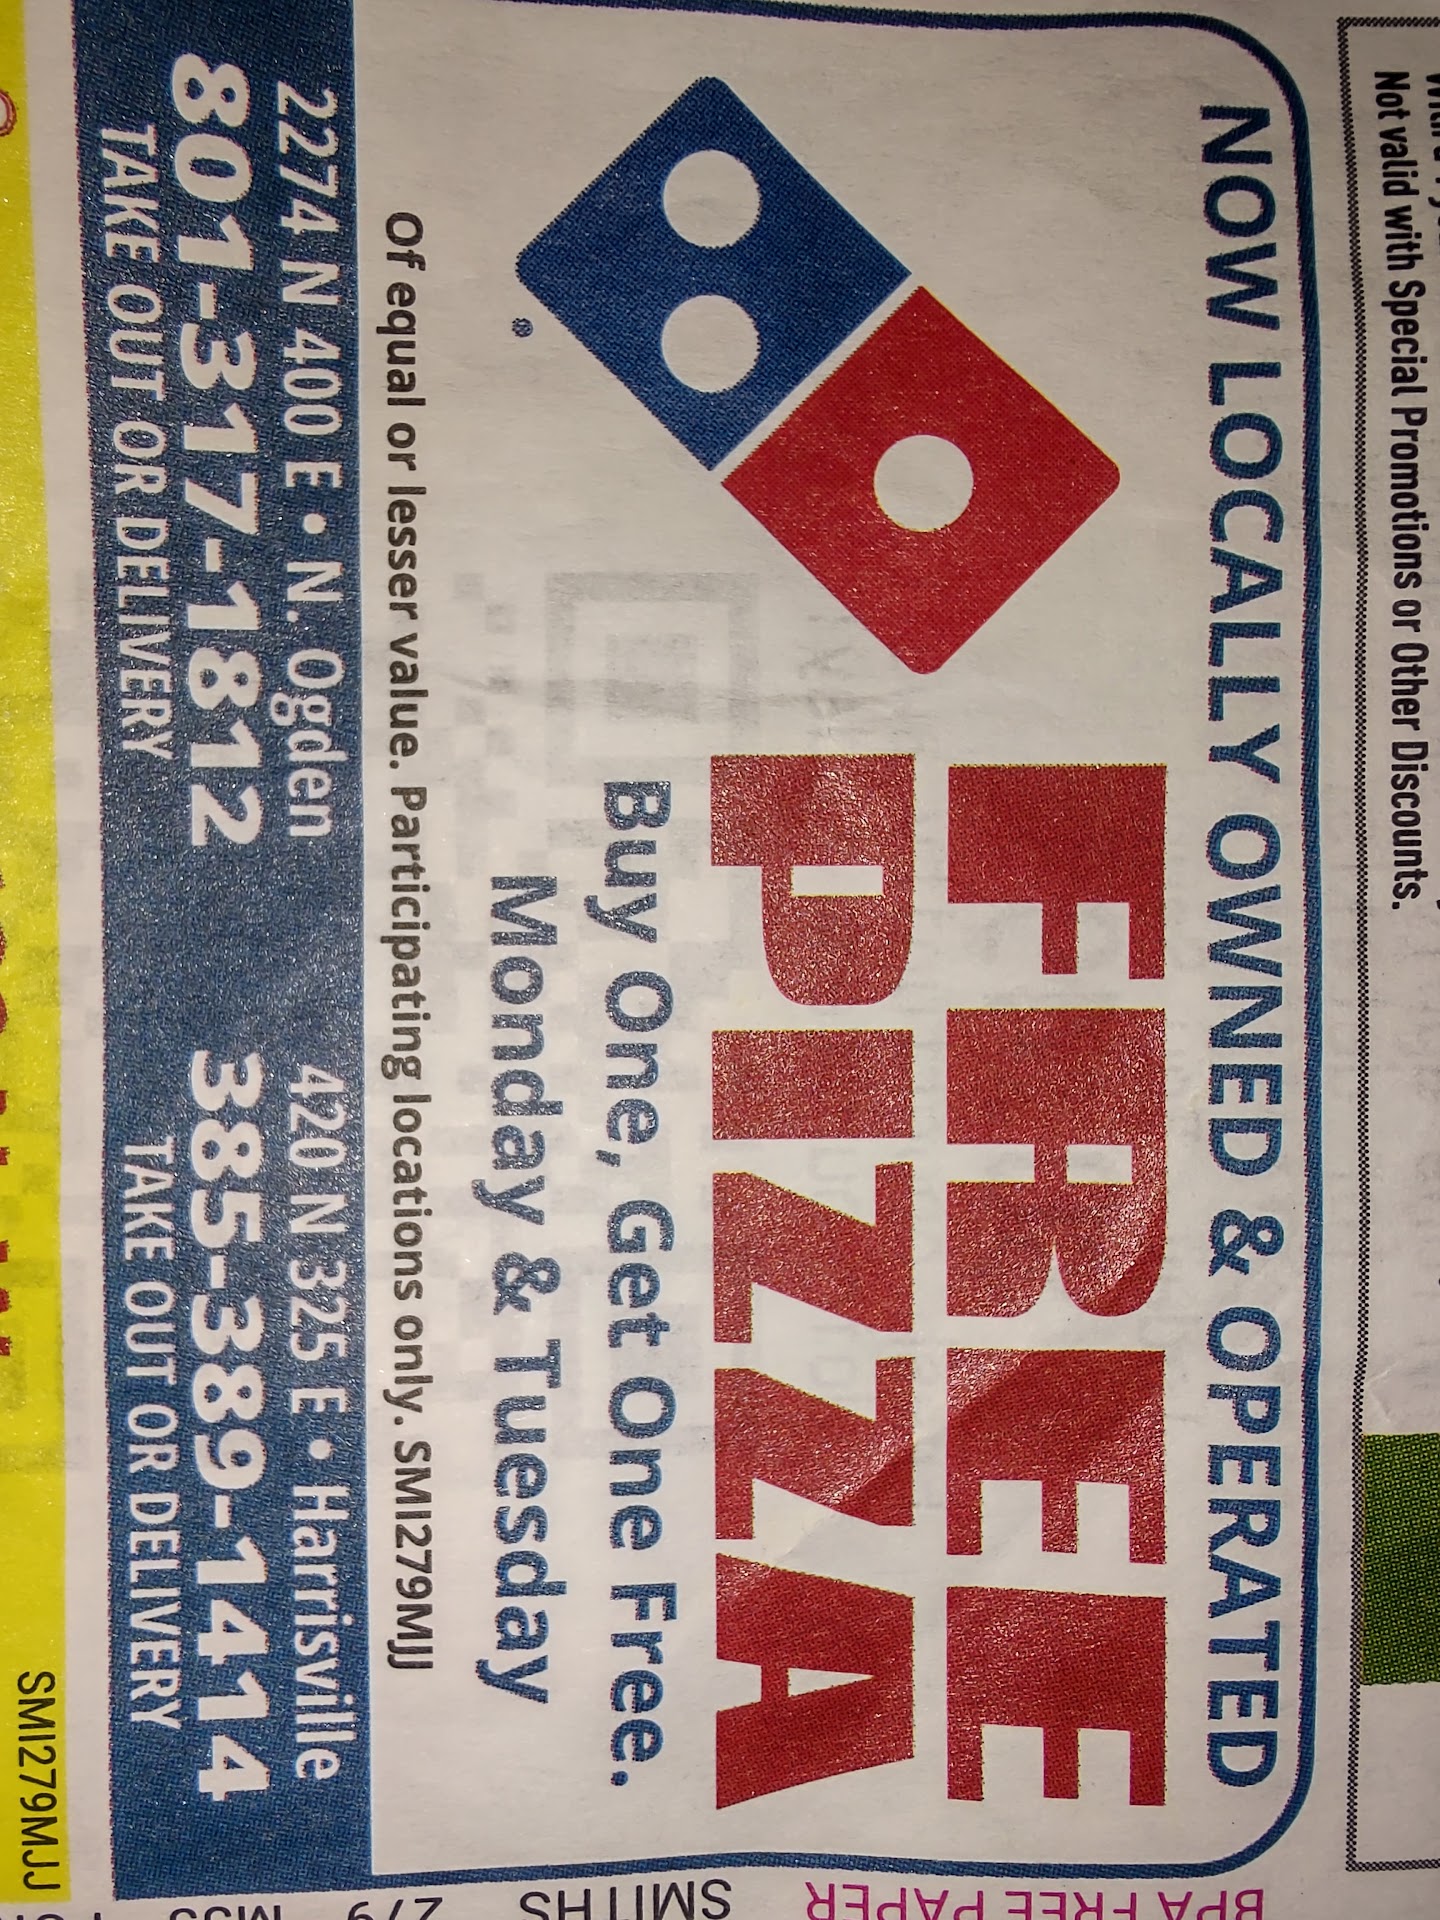 Not valid with Special Promotions or Other Discounts.
NOW LOCALLY OWNED & OPERATED
FREE
PIZZA
Buy One, Get One Free.
Monday & Tuesday
®
Of equal or lesser value. Participating locations only. SMI279MJJ
2274 N 400 E • N. Ogden
801-317-1812
TAKE OUT OR DELIVERY
420 N 325 E • Harrisville
385-389-1414
TAKE OUT OR DELIVERY
SMI279MJJ
BPA FREE PAPER
SMITHS
279